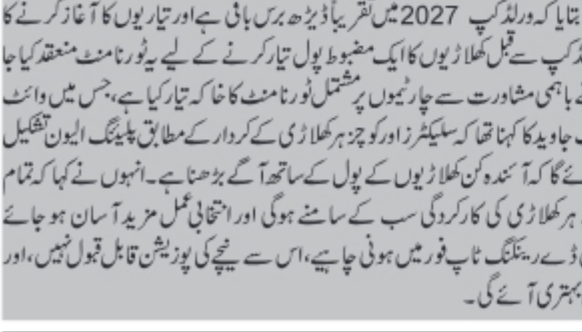 بتایا کہ ورلڈ کپ 2027 میں تقریباً ڈیڑھ برس باقی ہے اور تیاریوں کا آغاز کرنے کا
کپ سے قبل کھلاڑیوں کا ایک مضبوط پول تیار کرنے کے لیے یہ ٹورنامنٹ منعقد کیا جا
باہمی مشاورت سے چار ٹیموں پر مشتمل ٹورنامنٹ کا خاکہ تیار کیا ہے، جس میں وائٹ
جاوید کا کہنا تھا کہ سلیکٹرز اور کوچز ہر کھلاڑی کے کردار کے مطابق پلیئنگ الیون تشکیل
ئے گا کہ آئندہ کن کھلاڑیوں کے پول کے ساتھ آگے بڑھنا ہے۔ انہوں نے کہا کہ تمام
ہر کھلاڑی کی کارکردگی سب کے سامنے ہوگی اور انتخابی عمل مزید آسان ہو جائے
ڈے رینکنگ ٹاپ فور میں ہونی چاہیے، اس سے نیچے کی پوزیشن قابل قبول نہیں، اور
بہتری آئے گی۔